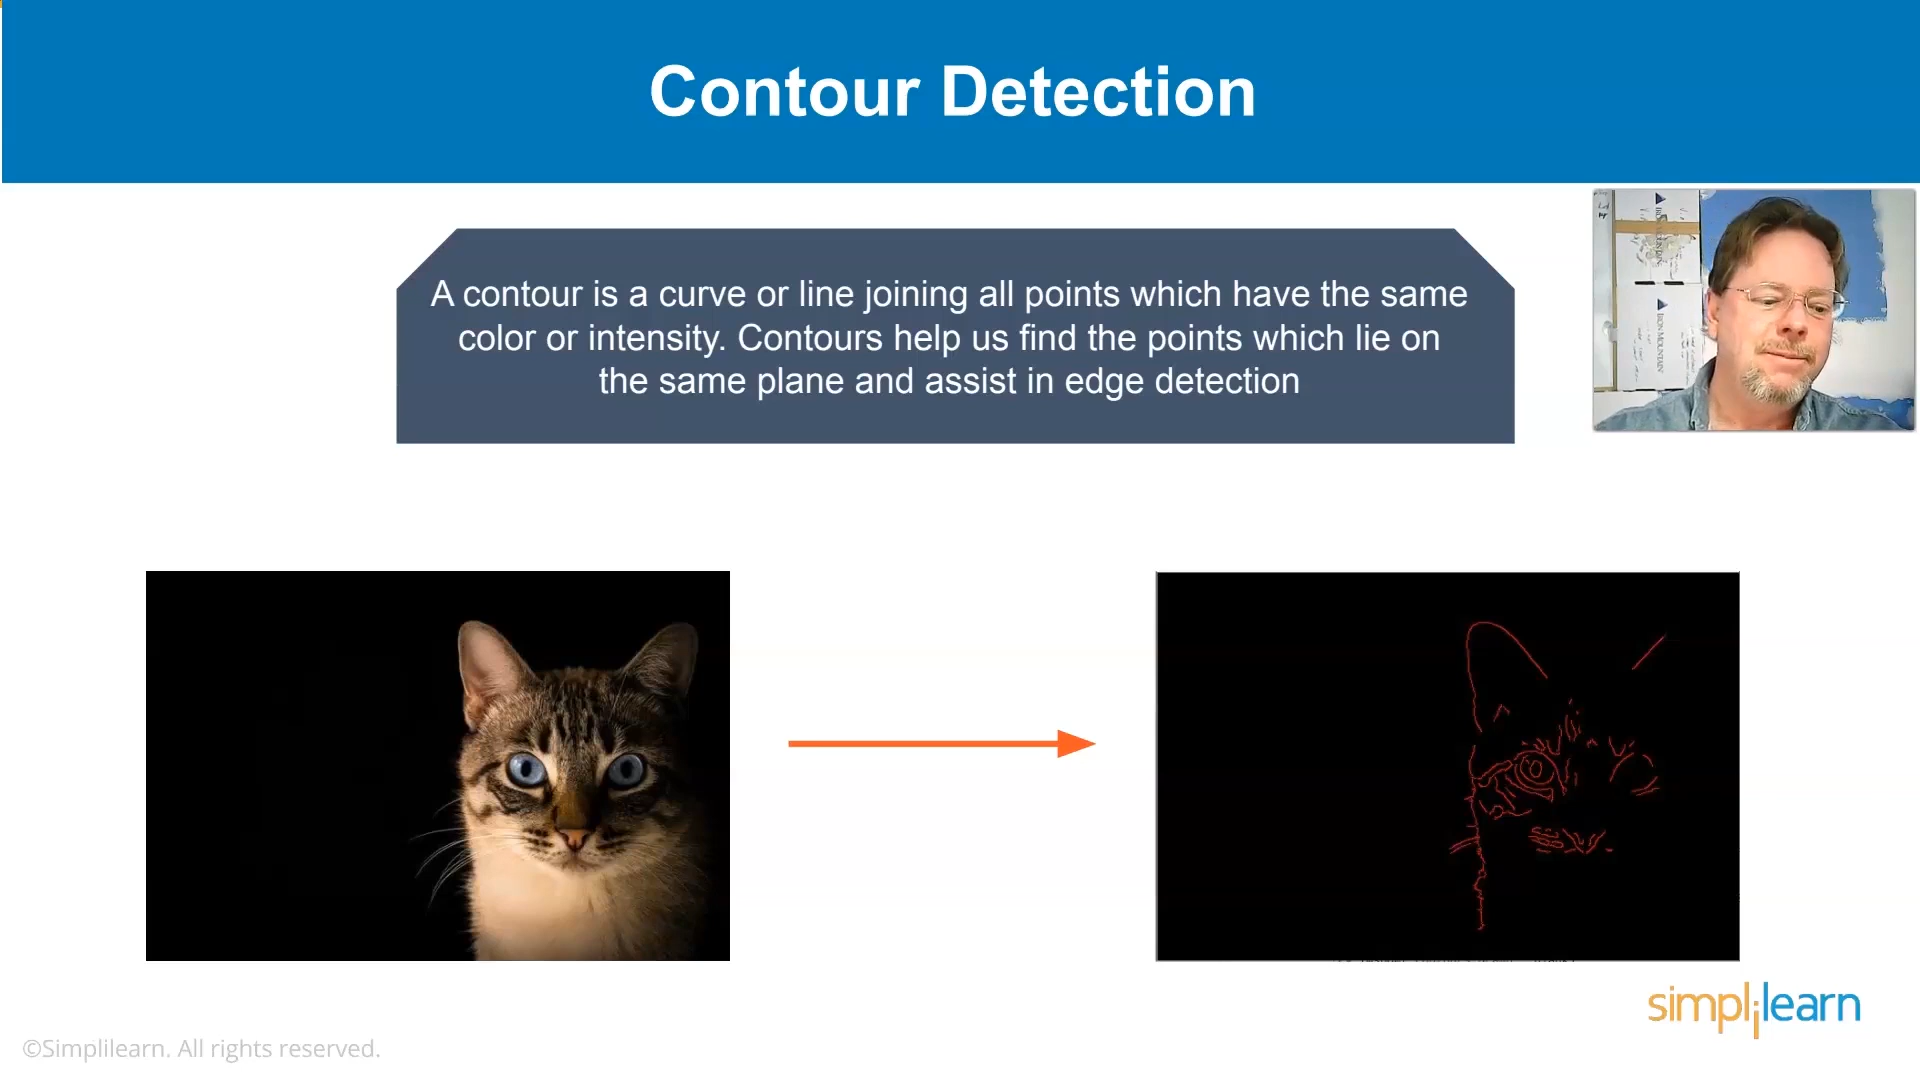 Contour Detection
A contour is a curve or line joining all points which have the same
color or intensity. Contours help us find the points which lie on
the same plane and assist in edge detection
IRON MOUNTAIN
simplilearn
©Simplilearn. All rights reserved.